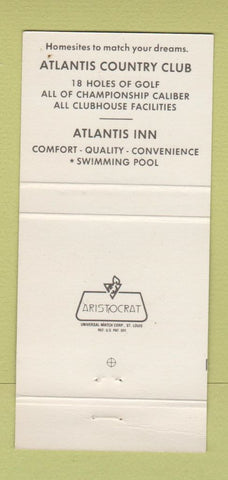 Homesites to match your dreams.
ATLANTIS COUNTRY CLUB
18 HOLES OF GOLF
ALL OF CHAMPIONSHIP CALIBER
ALL CLUBHOUSE FACILITIES
ATLANTIS INN
COMFORT - QUALITY - CONVENIENCE
* SWIMMING POOL
ARISTOCRAT
UNIVERSAL MATCH CORP., ST. LOUIS